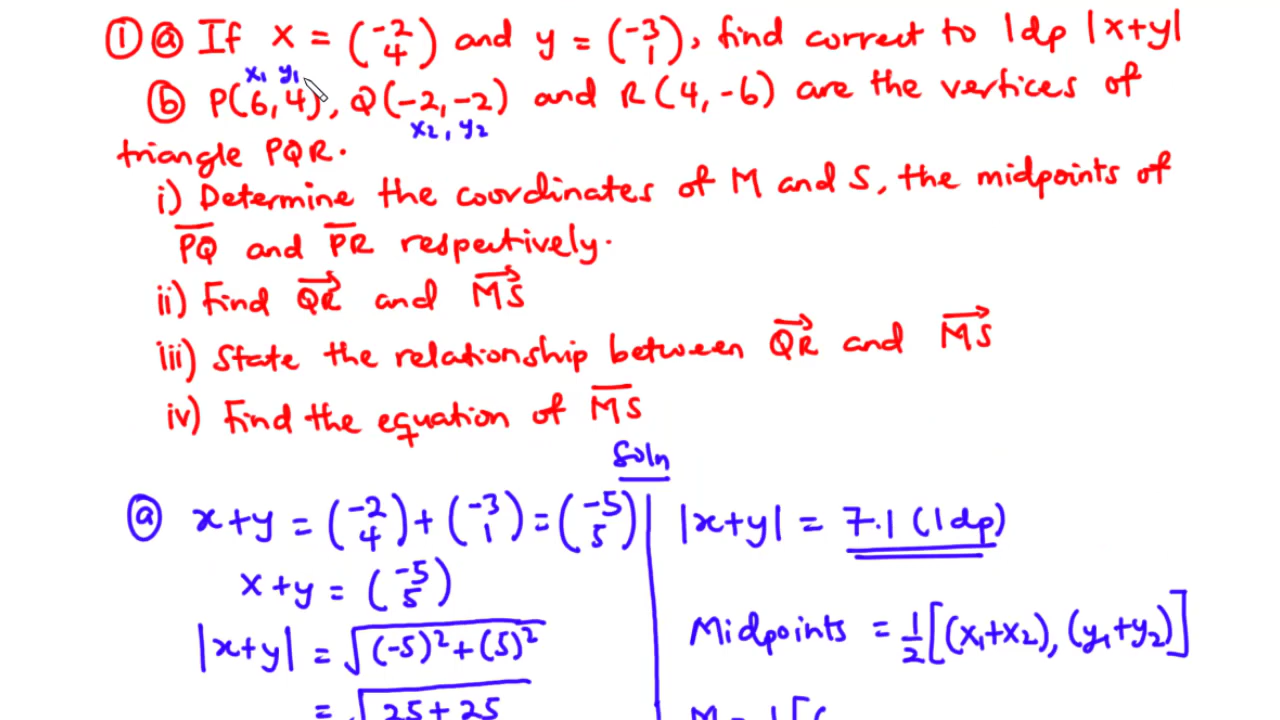 ① ⓐ If x = (-2 4) and y = (-3 1), find correct to 1dp |x+y|
x₁ y₁
ⓑ P(6, 4), Q(-2, -2) and R(4, -6) are the vertices of
x₂, y₂
triangle PQR.
i) Determine the coordinates of M and S, the midpoints of
P̅Q̅ and P̅R̅ respectively.
ii) Find →QR and →MS
iii) State the relationship between →QR and →MS
iv) Find the equation of M̅S̅
Soln
ⓐ x+y = (-2 4) + (-3 1) = (-5 5)
x+y = (-5 5)
|x+y| = √(-5)²+(5)²
= √25+25
|x+y| = 7.1 (1dp)
Midpoints = ½[(x₁+x₂), (y₁+y₂)]